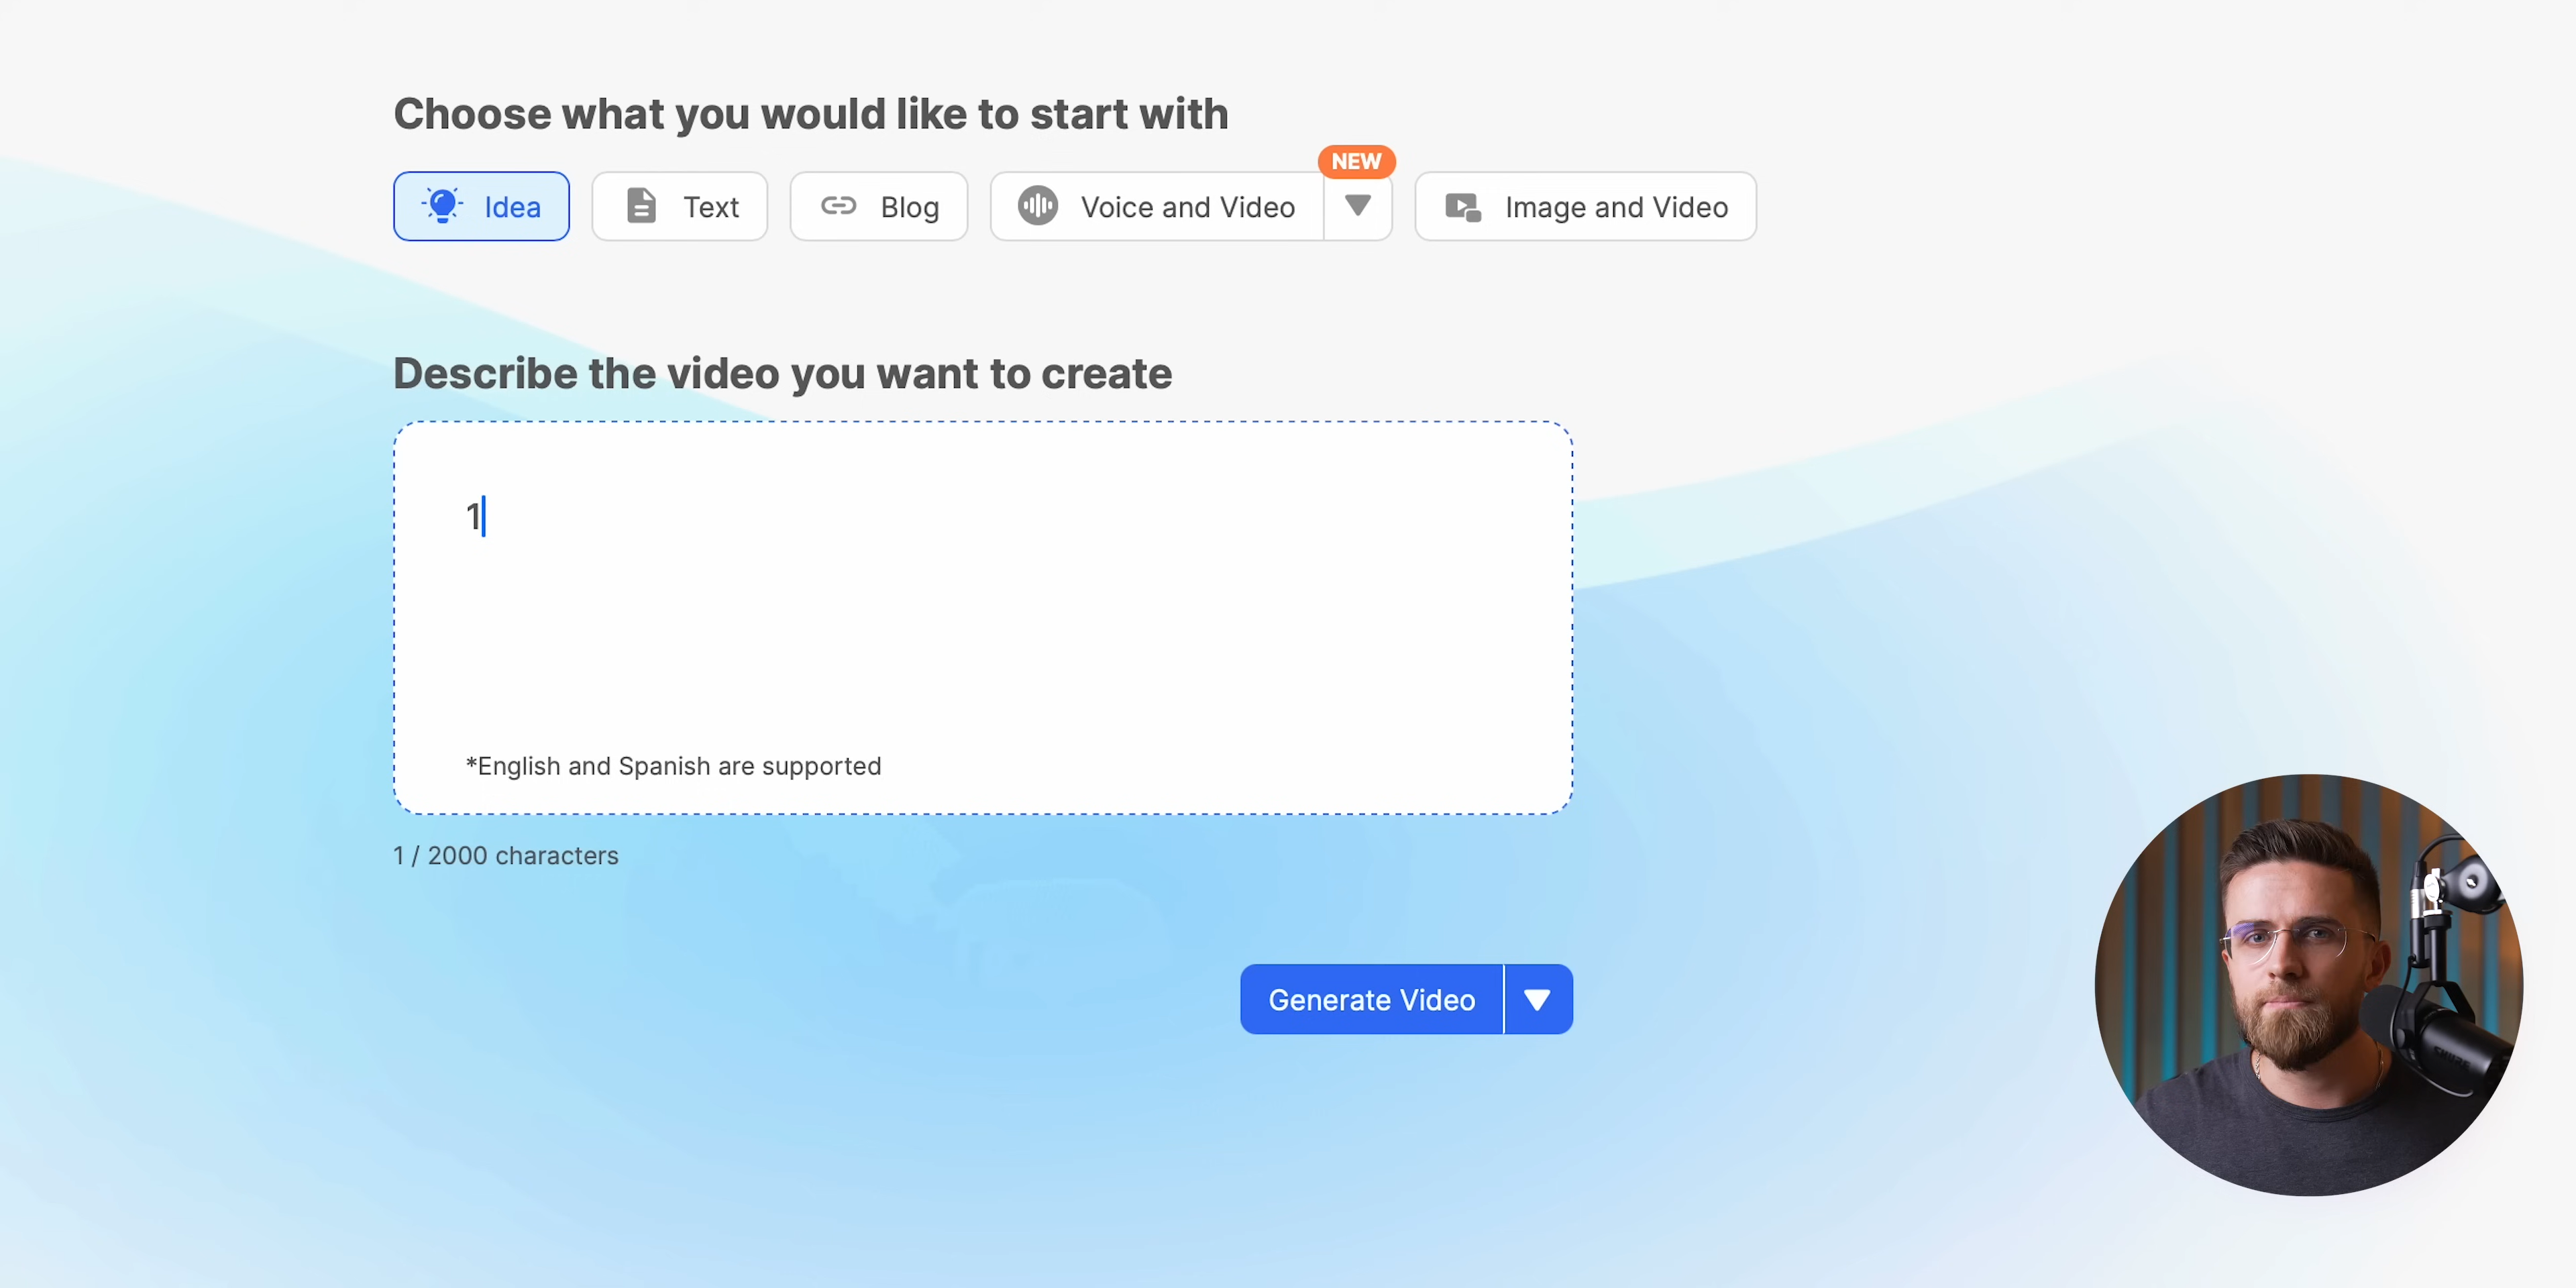 Choose what you would like to start with
NEW
Idea
Text
Blog
Voice and Video
Image and Video
Describe the video you want to create
1
*English and Spanish are supported
1 / 2000 characters
Generate Video
SHURE